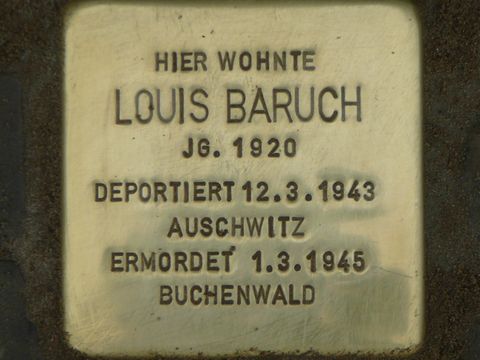 HIER WOHNTE
LOUIS BARUCH
JG. 1920
DEPORTIERT 12.3.1943
AUSCHWITZ
ERMORDET 1.3.1945
BUCHENWALD